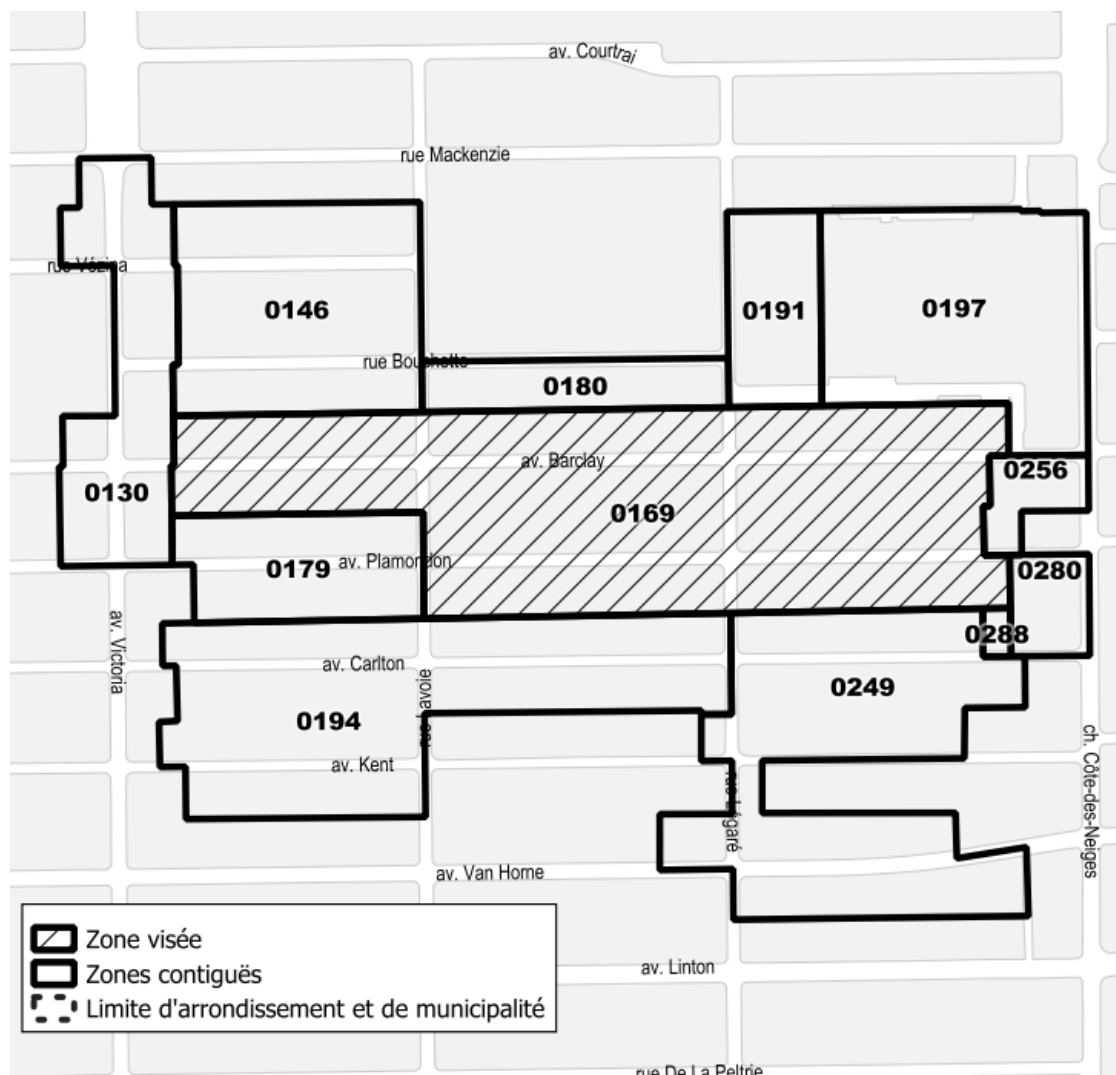 av. Courtrai
rue Mackenzie
rue Vézina
0146
0191
0197
rue Bouchette
0180
av. Barclay
0256
0130
0169
av. Plamondon
0179
0280
0288
av. Victoria
av. Carlton
0249
rue Lavoie
0194
av. Kent
rue Légaré
ch. Côte-des-Neiges
av. Van Horne
Zone visée
Zones contiguës
Limite d'arrondissement et de municipalité
av. Linton
rue De La Peltrie